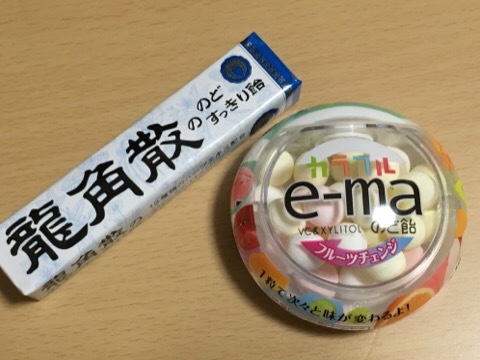 龍角散
の
のど
すっきり飴
龍角散の
カラフル
e-ma
VC&XYLITOL のど飴
フルーツチェンジ
1粒で次々と味が変わるよ!